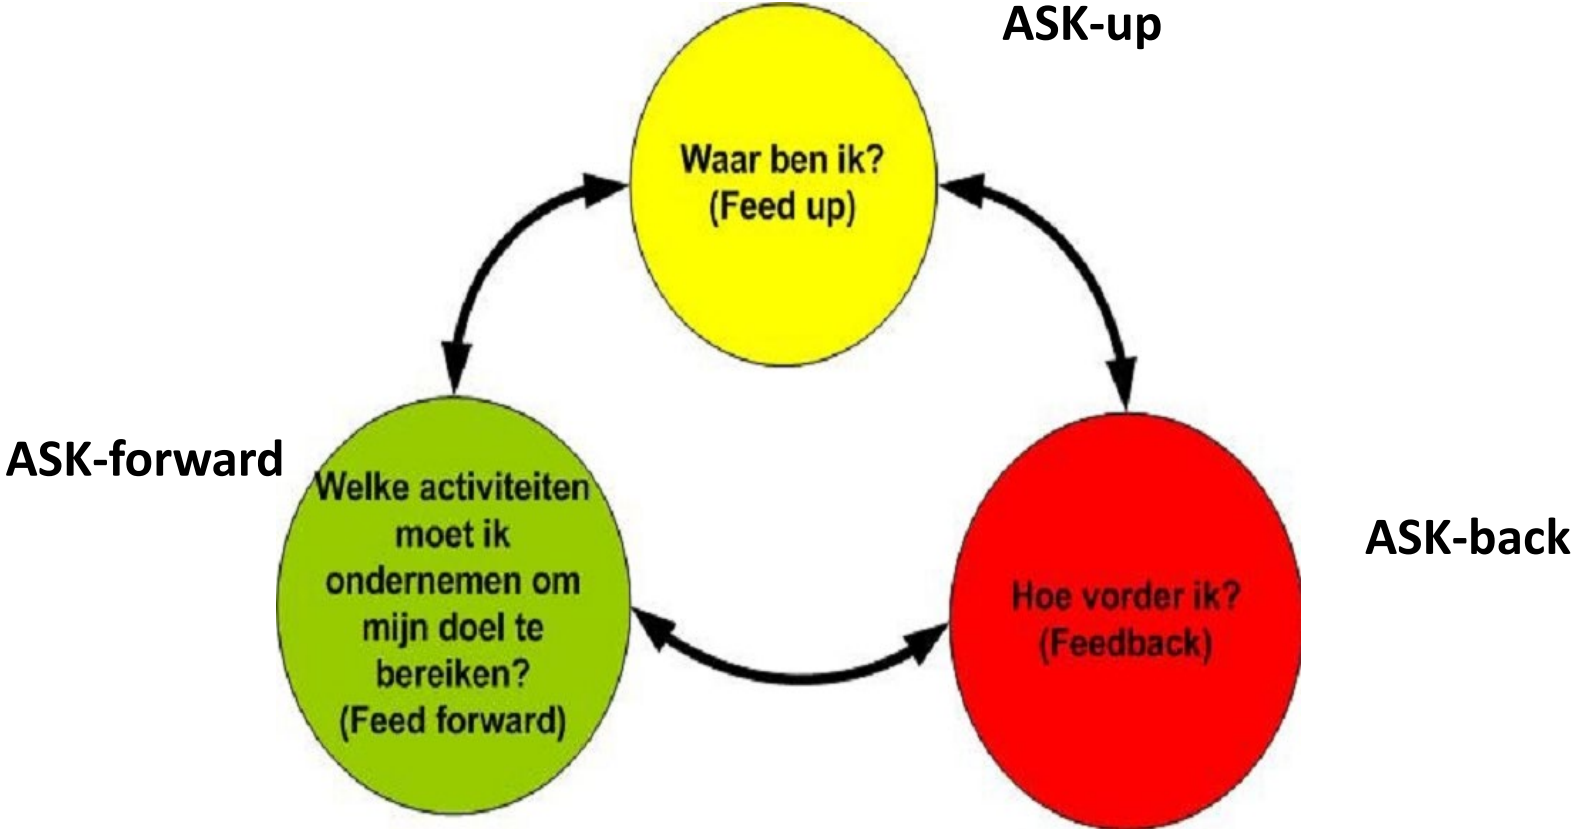 ASK-up
Waar ben ik?
(Feed up)
ASK-forward
Welke activiteiten
moet ik
ondernemen om
mijn doel te
bereiken?
(Feed forward)
ASK-back
Hoe vorder ik?
(Feedback)